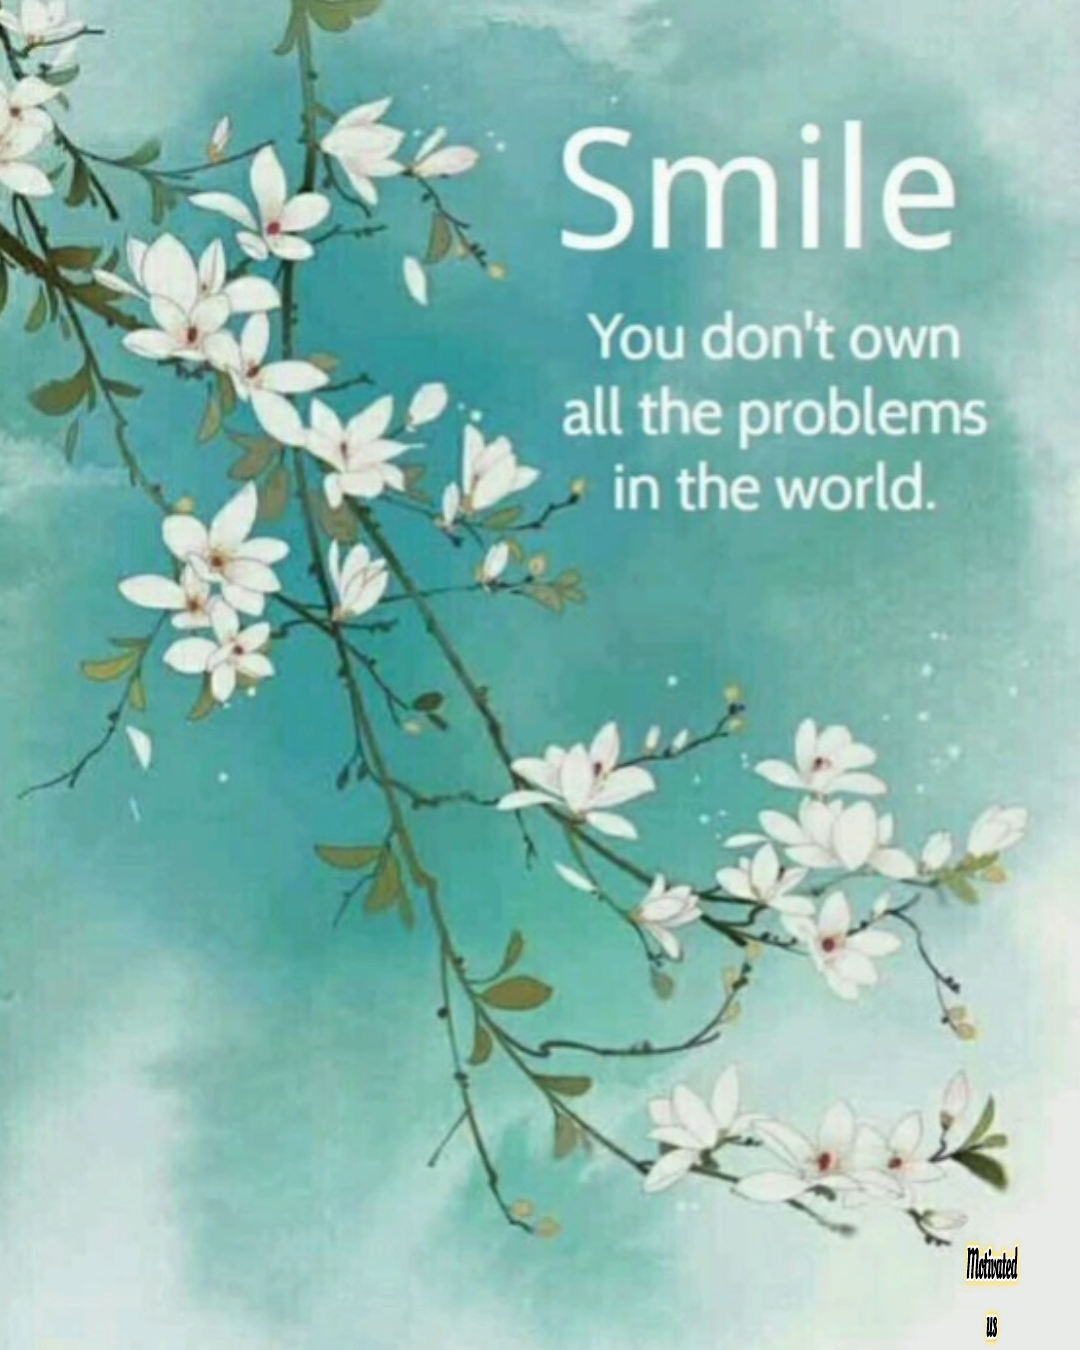 Smile
You don't own
all the problems
in the world.
Motivated
us